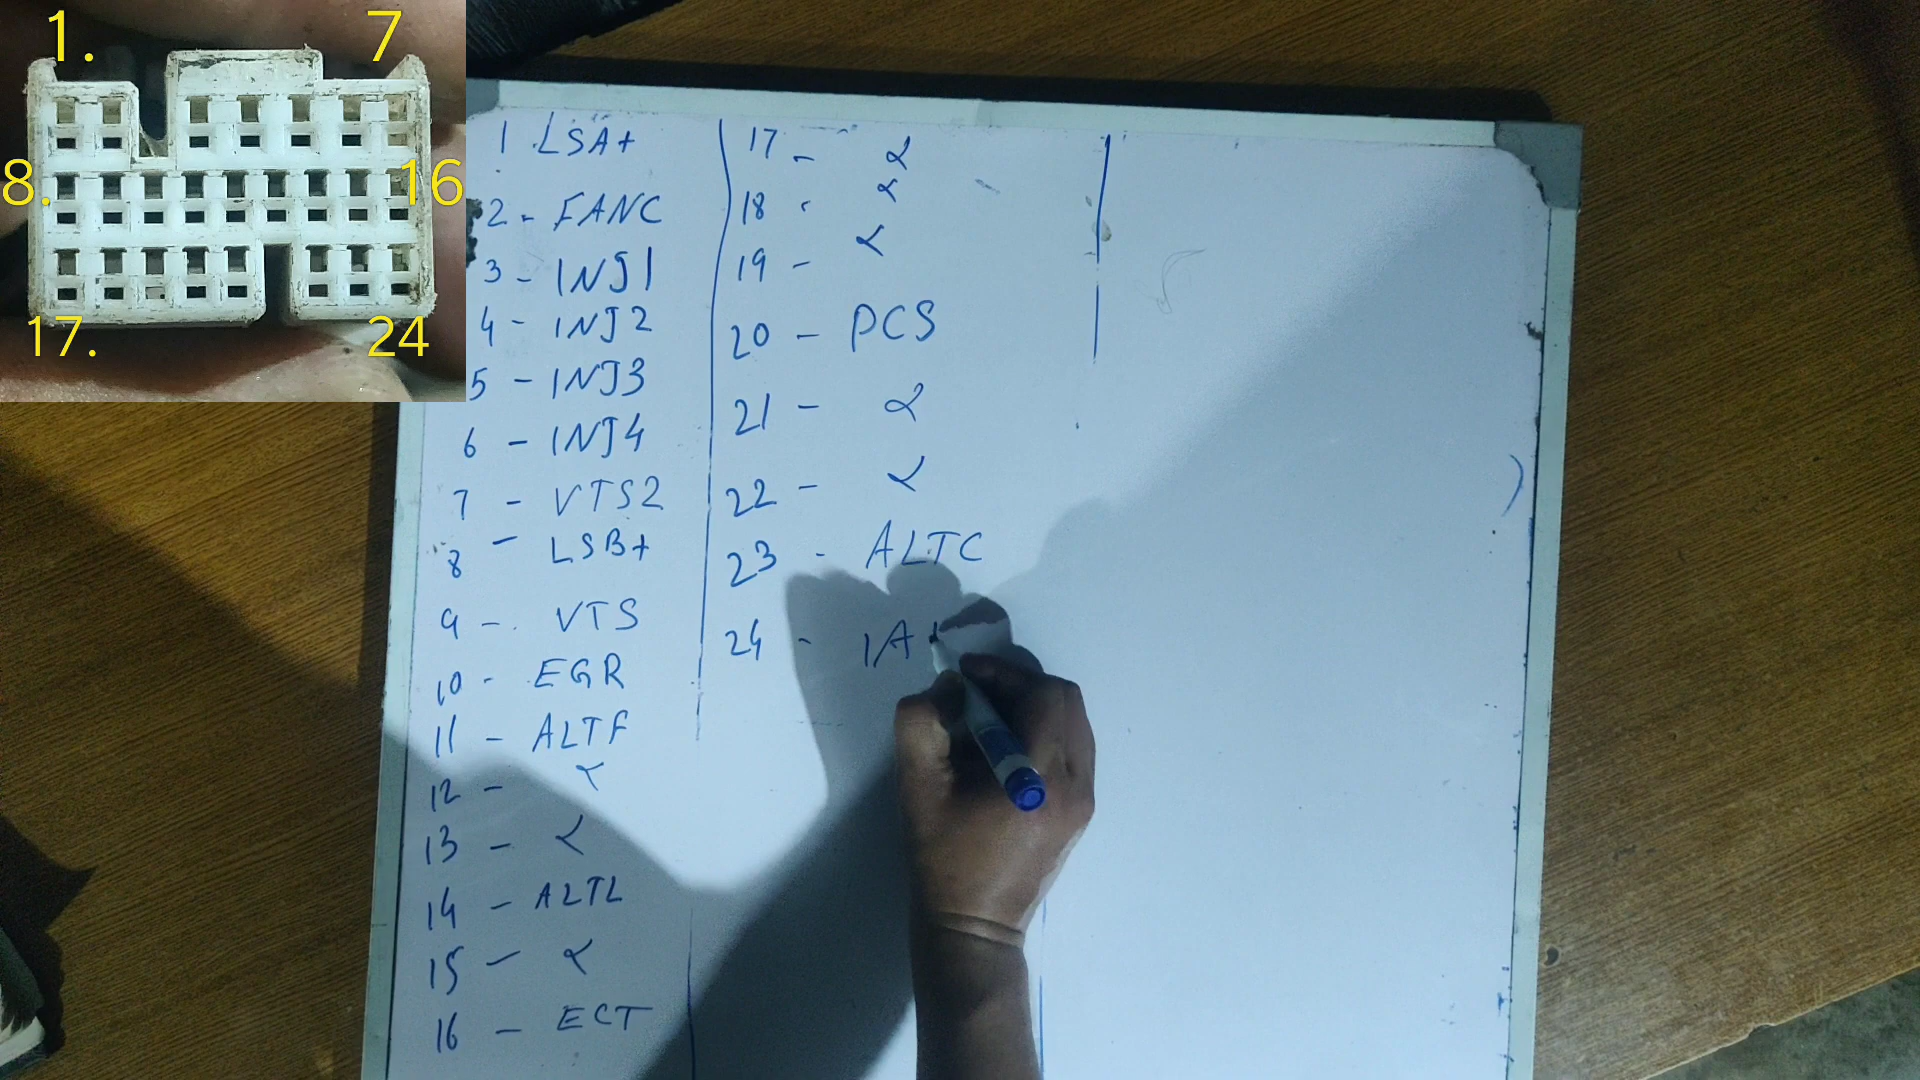 1. 7
8. 16
17. 24
1 . LSA+
2 - FANC
3 - INJ1
4 - INJ2
5 - INJ3
6 - INJ4
7 - VTS2
8 - LSB+
9 - VTS
10 - EGR
11 - ALTF
12 -
13 -
14 - ALTL
15 -
16 - ECT
17 -
18 -
19 -
20 - PCS
21 -
22 -
23 - ALTC
24 - IA